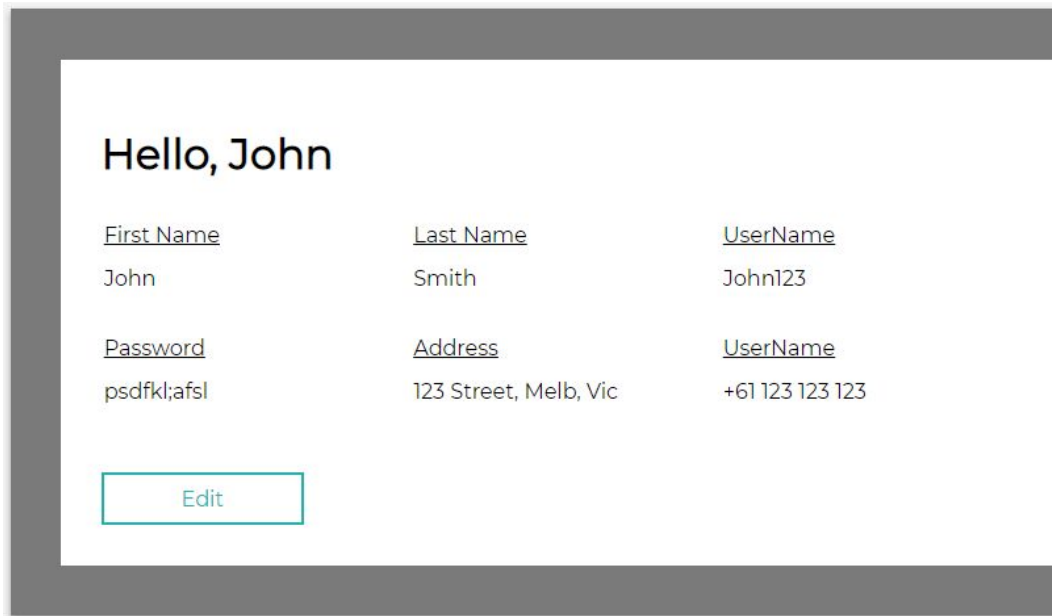 Hello, John
First Name Last Name UserName
John Smith John123
Password Address UserName
psdfkl;afsl 123 Street, Melb, Vic +61 123 123 123
Edit